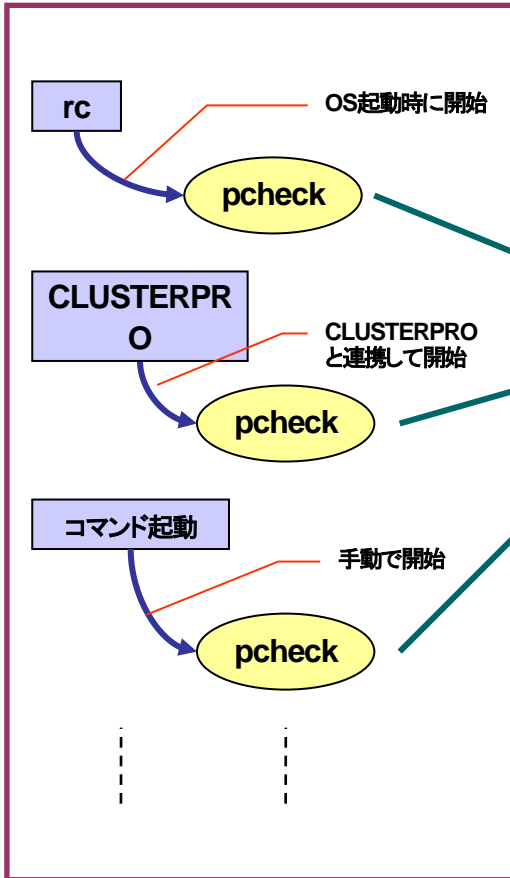 rc
OS起動時に開始
pcheck
CLUSTERPR
O
CLUSTERPRO
と連携して開始
pcheck
コマンド起動
手動で開始
pcheck